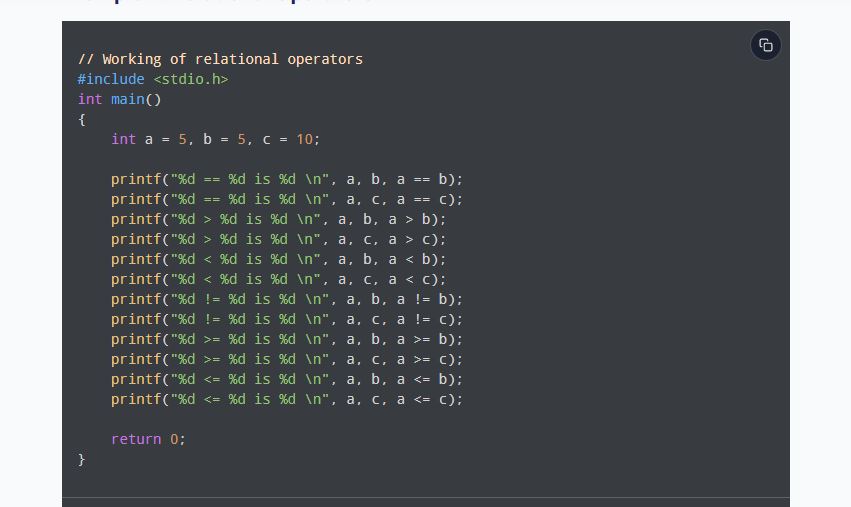 // Working of relational operators
#include <stdio.h>
int main()
{
    int a = 5, b = 5, c = 10;

    printf("%d == %d is %d \n", a, b, a == b);
    printf("%d == %d is %d \n", a, c, a == c);
    printf("%d > %d is %d \n", a, b, a > b);
    printf("%d > %d is %d \n", a, c, a > c);
    printf("%d < %d is %d \n", a, b, a < b);
    printf("%d < %d is %d \n", a, c, a < c);
    printf("%d != %d is %d \n", a, b, a != b);
    printf("%d != %d is %d \n", a, c, a != c);
    printf("%d >= %d is %d \n", a, b, a >= b);
    printf("%d >= %d is %d \n", a, c, a >= c);
    printf("%d <= %d is %d \n", a, b, a <= b);
    printf("%d <= %d is %d \n", a, c, a <= c);

    return 0;
}